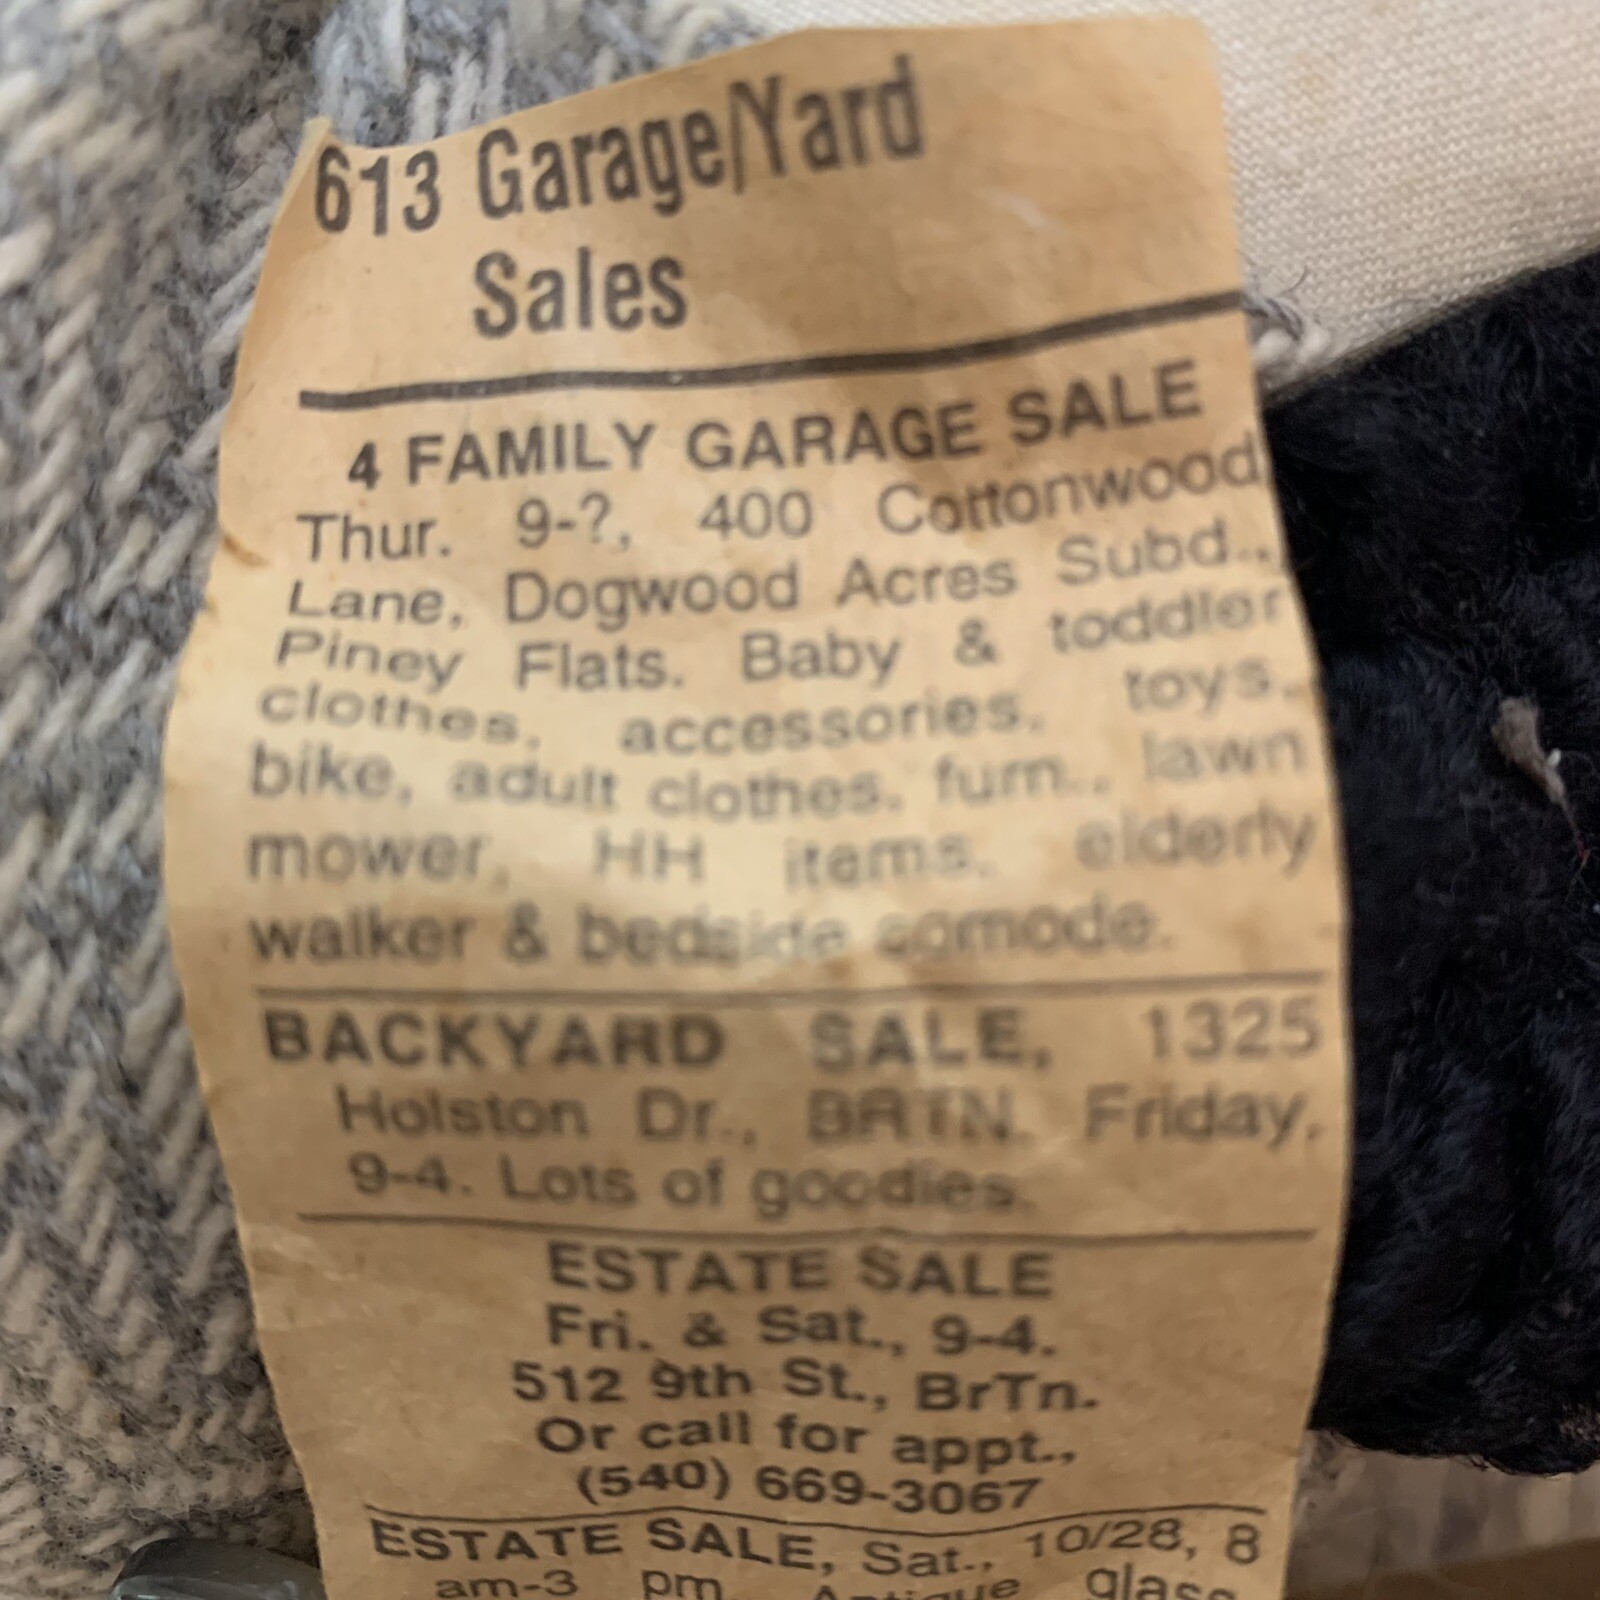 613 Garage/Yard
Sales
4 FAMILY GARAGE SALE
Thur. 9-?, 400 Cottonwood
Lane, Dogwood Acres Subd.,
Piney Flats. Baby & toddler
clothes, accessories, toys,
bike, adult clothes, furn., lawn
mower, HH items, elderly
walker & bedside comode.
BACKYARD SALE, 1325
Holston Dr., BRTN. Friday,
9-4. Lots of goodies.
ESTATE SALE
Fri. & Sat., 9-4.
512 9th St., BrTn.
Or call for appt.,
(540) 669-3067
ESTATE SALE, Sat., 10/28, 8
am-3 pm. Antique glass